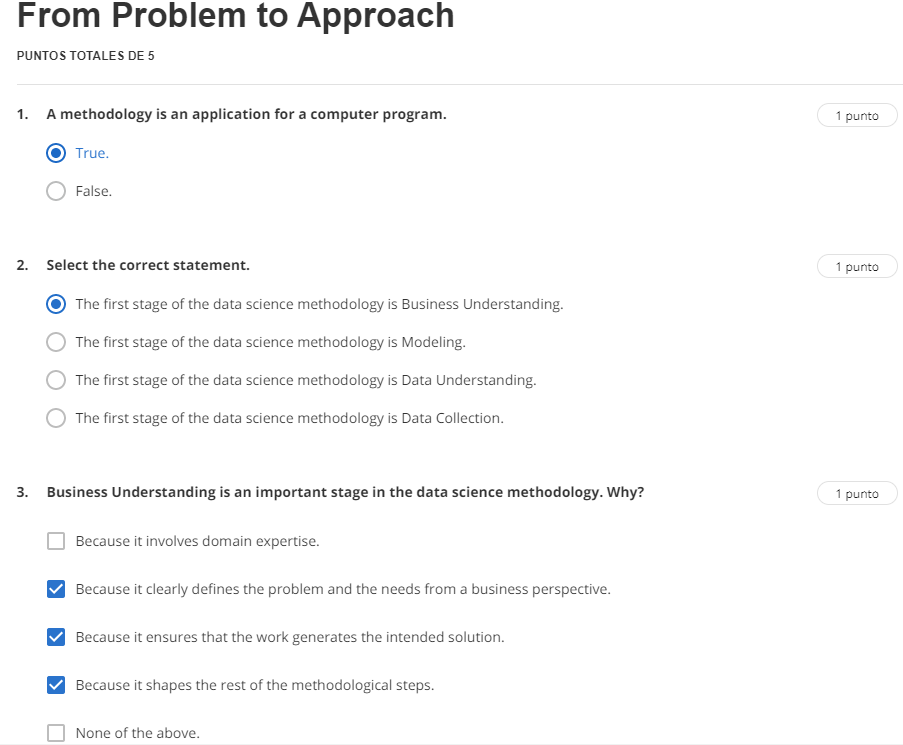 From Problem to Approach
PUNTOS TOTALES DE 5
1. A methodology is an application for a computer program. 1 punto
True.
False.
2. Select the correct statement. 1 punto
The first stage of the data science methodology is Business Understanding.
The first stage of the data science methodology is Modeling.
The first stage of the data science methodology is Data Understanding.
The first stage of the data science methodology is Data Collection.
3. Business Understanding is an important stage in the data science methodology. Why? 1 punto
Because it involves domain expertise.
Because it clearly defines the problem and the needs from a business perspective.
Because it ensures that the work generates the intended solution.
Because it shapes the rest of the methodological steps.
None of the above.